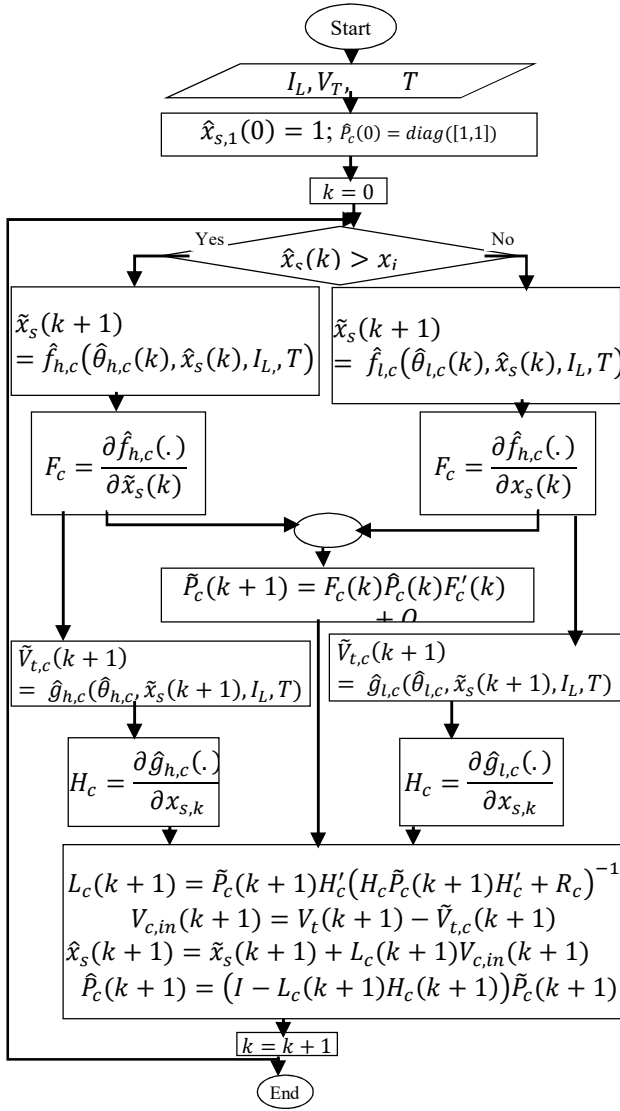 Start
I_L, V_T, T
x̂_{s,1}(0) = 1; P̂_c(0) = diag([1,1])
k = 0
Yes
No
x̂_s(k) > x_i
x̃_s(k + 1)
= f̂_{h,c}(θ̂_{h,c}(k), x̂_s(k), I_{L,}, T)
x̃_s(k + 1)
= f̂_{l,c}(θ̂_{l,c}(k), x̂_s(k), I_L, T)
F_c = ∂f̂_{h,c}(.) / ∂x̃_s(k)
F_c = ∂f̂_{h,c}(.) / ∂x_s(k)
P̃_c(k + 1) = F_c(k)P̂_c(k)F_c′(k)
+ Q
Ṽ_{t,c}(k + 1)
= ĝ_{h,c}(θ̂_{h,c}, x̃_s(k + 1), I_L, T)
Ṽ_{t,c}(k + 1)
= ĝ_{l,c}(θ̂_{l,c}, x̃_s(k + 1), I_L, T)
H_c = ∂ĝ_{h,c}(.) / ∂x_{s,k}
H_c = ∂ĝ_{l,c}(.) / ∂x_{s,k}
L_c(k + 1) = P̃_c(k + 1)H_c′(H_cP̃_c(k + 1)H_c′ + R_c)^{−1}
V_{c,in}(k + 1) = V_t(k + 1) − Ṽ_{t,c}(k + 1)
x̂_s(k + 1) = x̃_s(k + 1) + L_c(k + 1)V_{c,in}(k + 1)
P̂_c(k + 1) = (I − L_c(k + 1)H_c(k + 1))P̃_c(k + 1)
k = k + 1
End